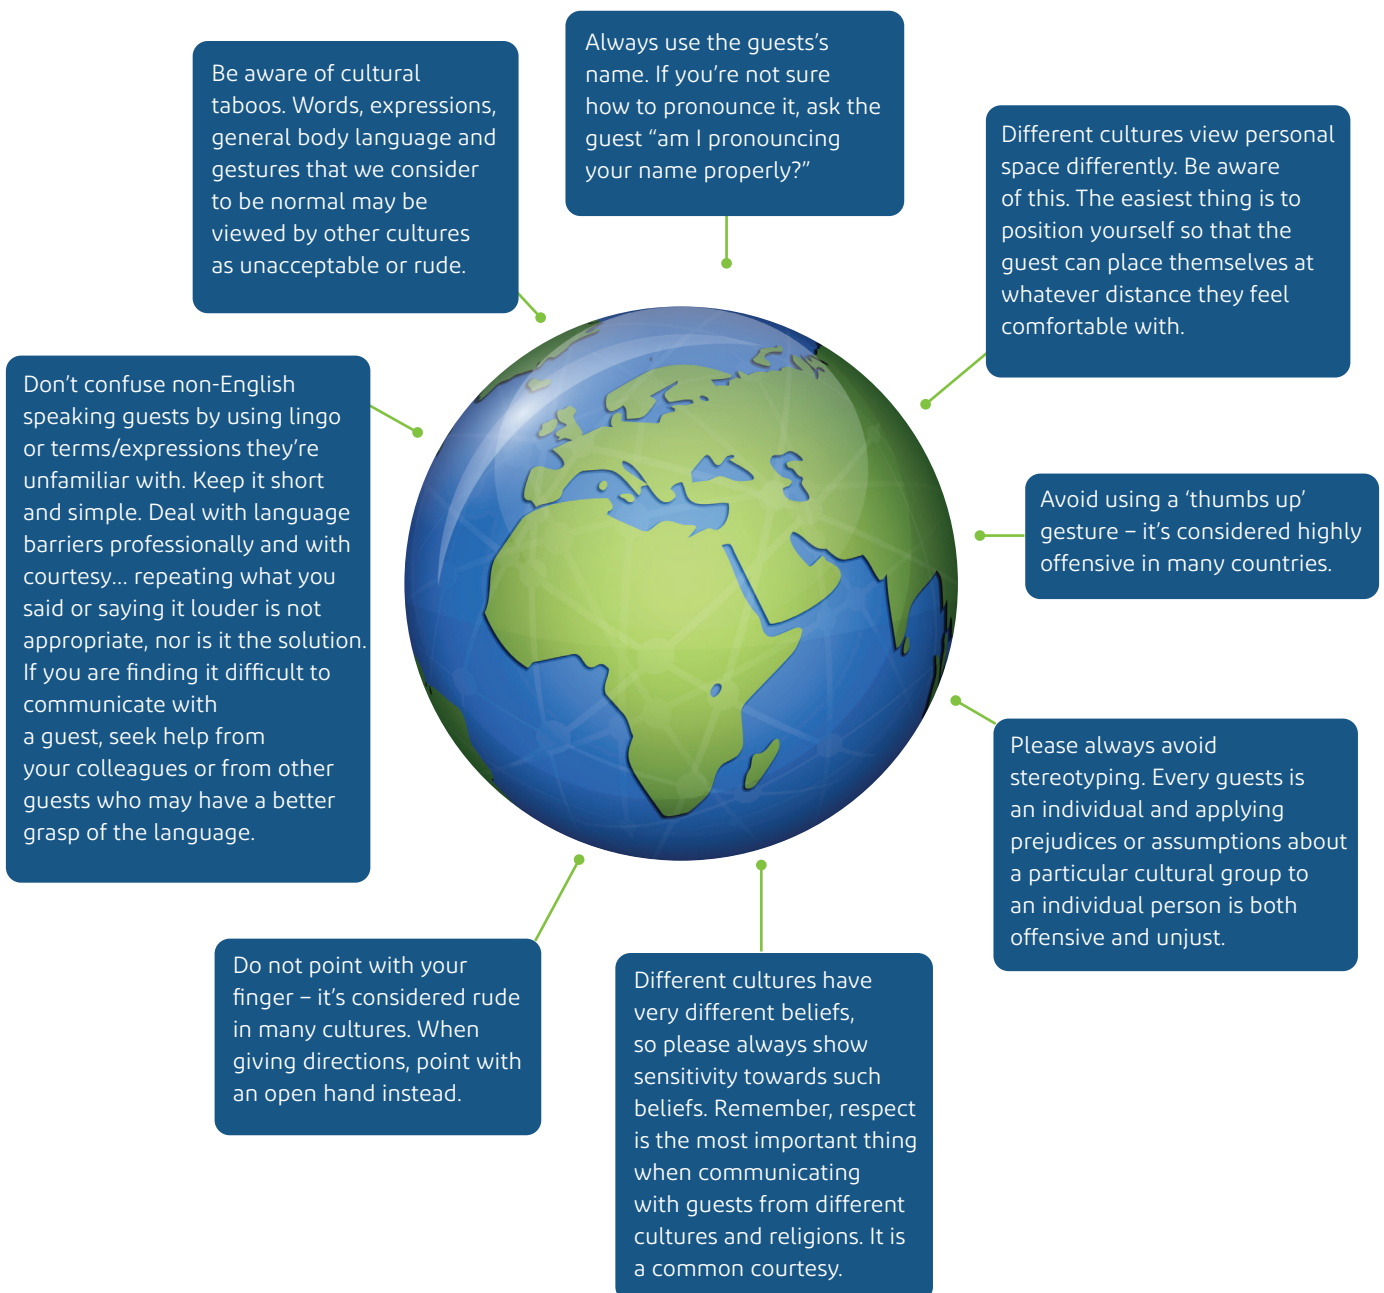 Always use the guests's
name. If you're not sure
how to pronounce it, ask the
guest “am I pronouncing
your name properly?”
Be aware of cultural
taboos. Words, expressions,
general body language and
gestures that we consider
to be normal may be
viewed by other cultures
as unacceptable or rude.
Different cultures view personal
space differently. Be aware
of this. The easiest thing is to
position yourself so that the
guest can place themselves at
whatever distance they feel
comfortable with.
Don't confuse non-English
speaking guests by using lingo
or terms/expressions they're
unfamiliar with. Keep it short
and simple. Deal with language
barriers professionally and with
courtesy... repeating what you
said or saying it louder is not
appropriate, nor is it the solution.
If you are finding it difficult to
communicate with
a guest, seek help from
your colleagues or from other
guests who may have a better
grasp of the language.
Avoid using a ‘thumbs up’
gesture – it's considered highly
offensive in many countries.
Please always avoid
stereotyping. Every guests is
an individual and applying
prejudices or assumptions about
a particular cultural group to
an individual person is both
offensive and unjust.
Do not point with your
finger – it's considered rude
in many cultures. When
giving directions, point with
an open hand instead.
Different cultures have
very different beliefs,
so please always show
sensitivity towards such
beliefs. Remember, respect
is the most important thing
when communicating
with guests from different
cultures and religions. It is
a common courtesy.